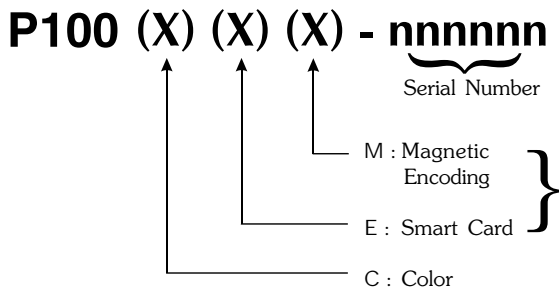 P100 (X) (X) (X) - nnnnnn
Serial Number
M : Magnetic
Encoding
E : Smart Card
C : Color